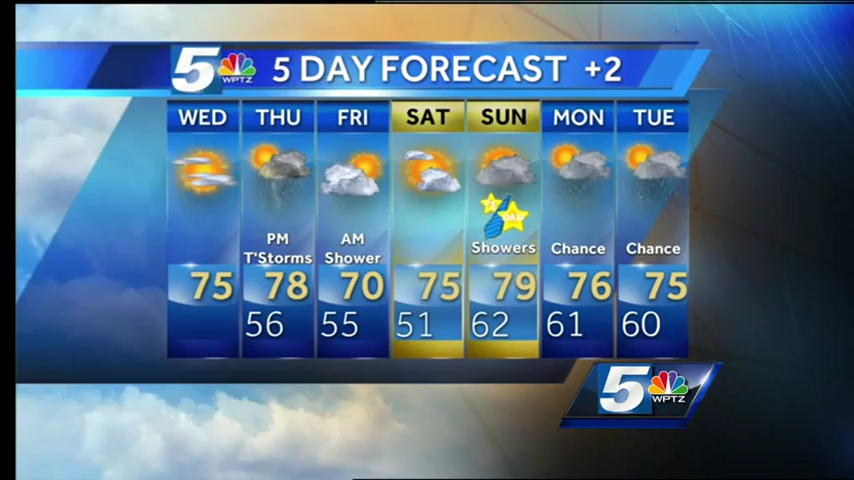 5 WPTZ 5 DAY FORECAST +2
WED THU FRI SAT SUN MON TUE
DAD
PM AM Showers Chance Chance
T'Storms Shower
75 78 70 75 79 76 75
56 55 51 62 61 60
5 WPTZ